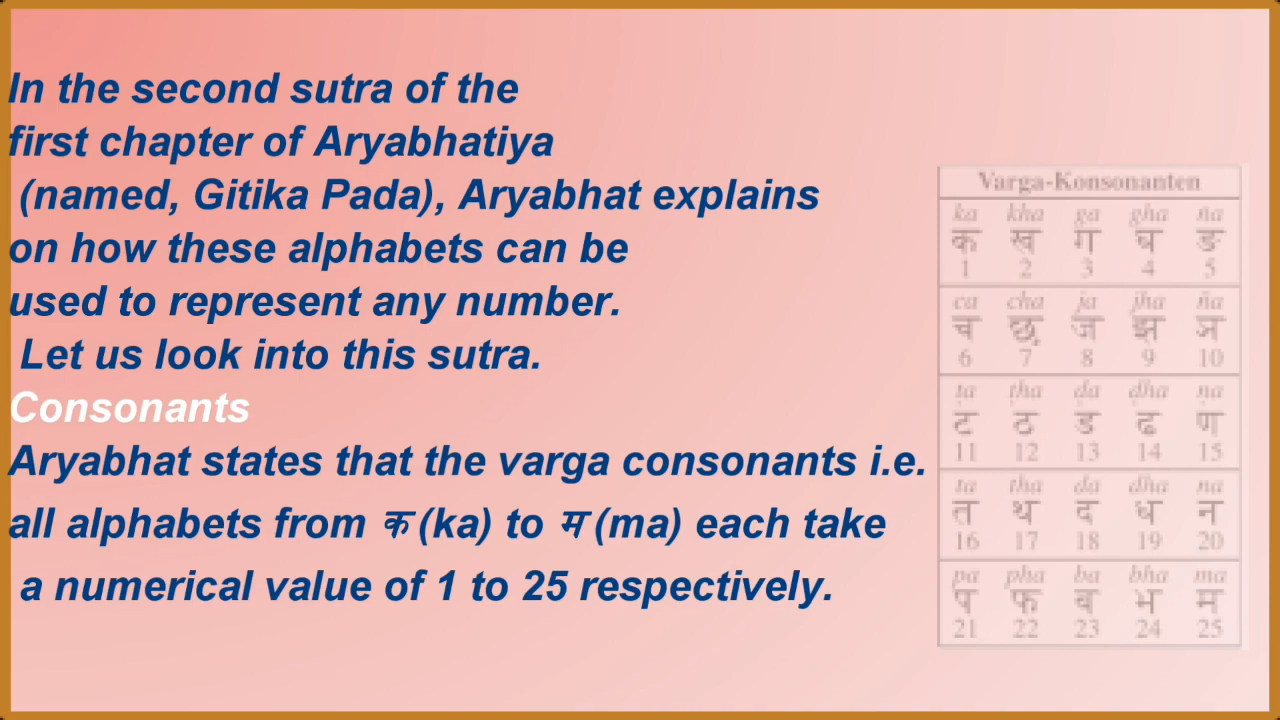 In the second sutra of the
first chapter of Aryabhatiya
(named, Gitika Pada), Aryabhat explains
on how these alphabets can be
used to represent any number.
Let us look into this sutra.
Consonants
Aryabhat states that the varga consonants i.e.
all alphabets from क (ka) to म (ma) each take
a numerical value of 1 to 25 respectively.
Varga-Konsonanten
ka kha ga gha ṅa
क ख ग घ ङ
1 2 3 4 5
ca cha ja jha ña
च छ ज झ ञ
6 7 8 9 10
ṭa ṭha ḍa ḍha ṇa
ट ठ ड ढ ण
11 12 13 14 15
ta tha da dha na
त थ द ध न
16 17 18 19 20
pa pha ba bha ma
प फ ब भ म
21 22 23 24 25